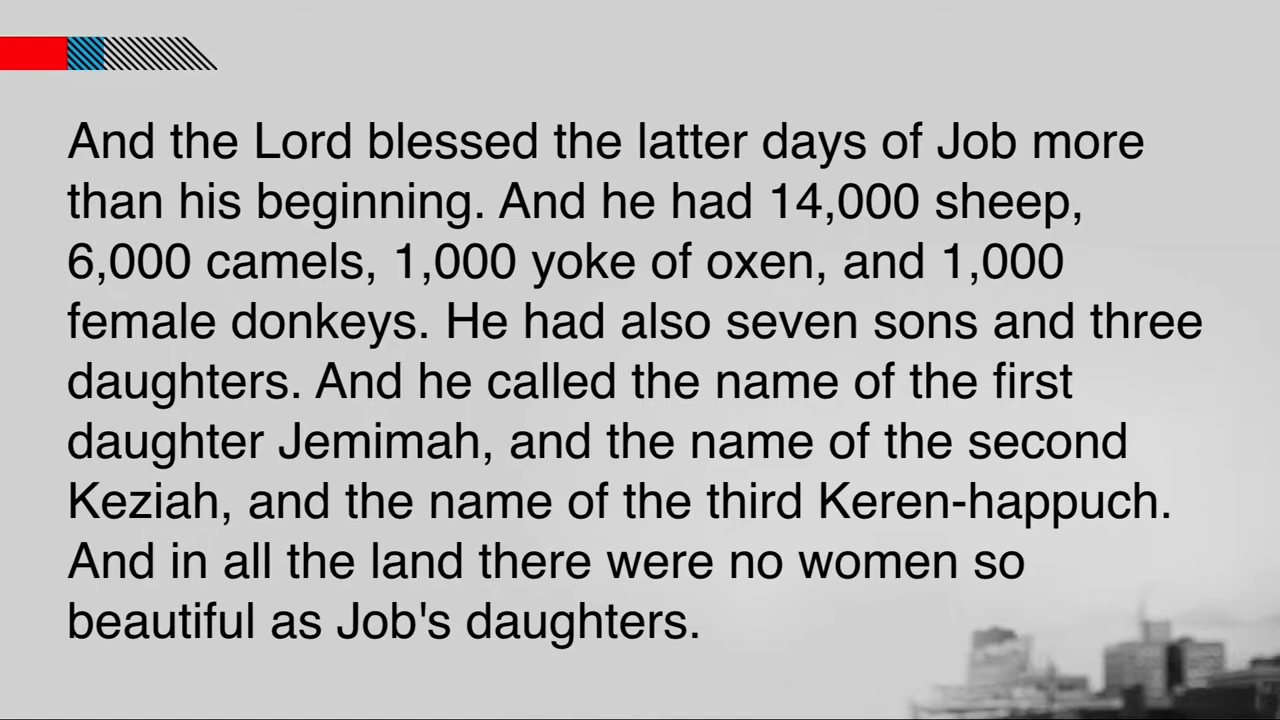 And the Lord blessed the latter days of Job more
than his beginning. And he had 14,000 sheep,
6,000 camels, 1,000 yoke of oxen, and 1,000
female donkeys. He had also seven sons and three
daughters. And he called the name of the first
daughter Jemimah, and the name of the second
Keziah, and the name of the third Keren-happuch.
And in all the land there were no women so
beautiful as Job's daughters.